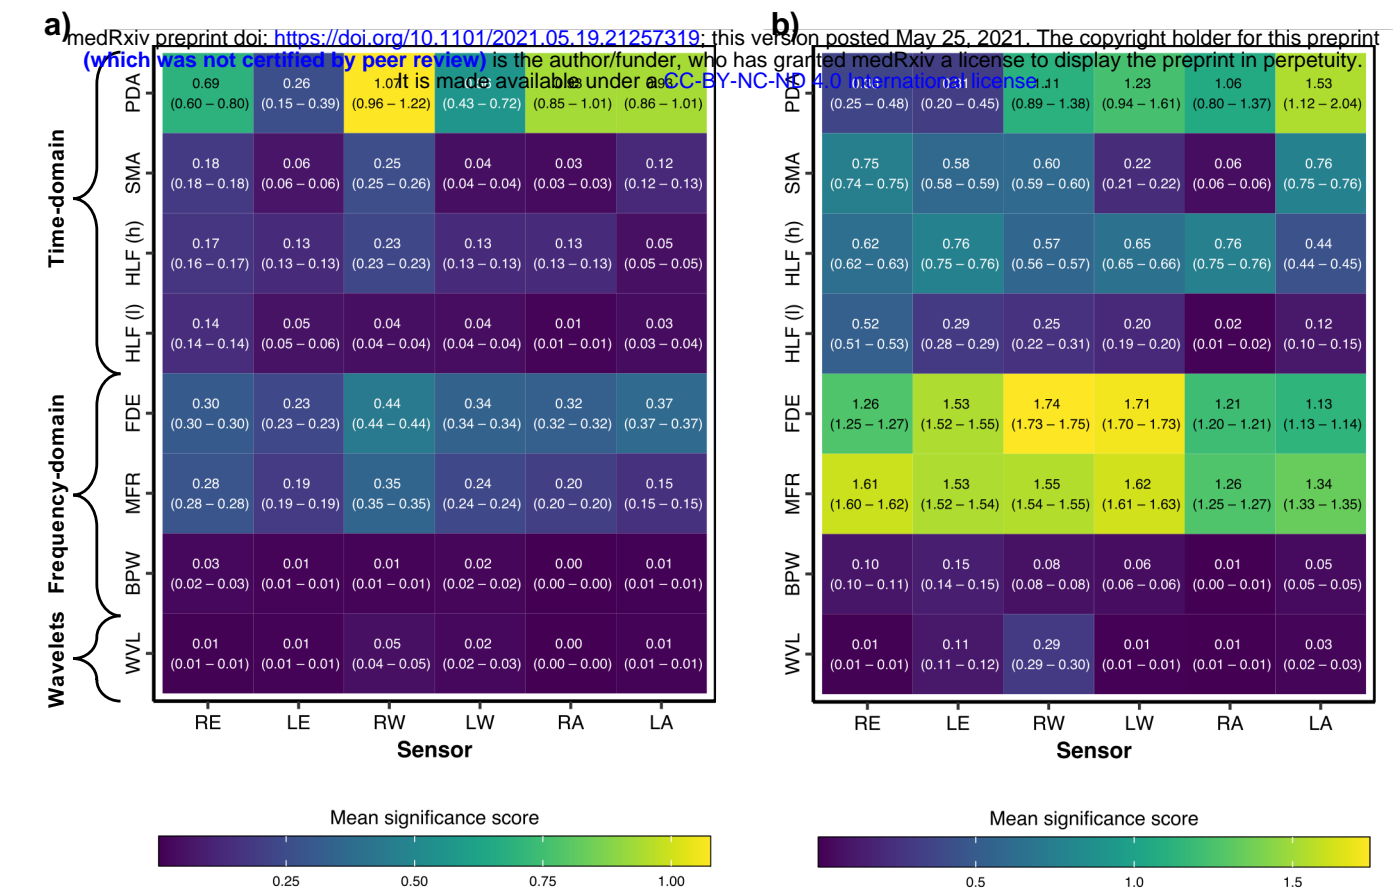 a)
b)
medRxiv preprint doi: https://doi.org/10.1101/2021.05.19.21257319; this version posted May 25, 2021. The copyright holder for this preprint
(which was not certified by peer review) is the author/funder, who has granted medRxiv a license to display the preprint in perpetuity.
It is made available under a CC-BY-NC-ND 4.0 International license.
Time-domain
Frequency-domain
Wavelets
PDA
0.69 0.26
(0.60 – 0.80) (0.15 – 0.39) (0.96 – 1.22) (0.43 – 0.72) (0.85 – 1.01) (0.86 – 1.01)
SMA
0.18 0.06 0.25 0.04 0.03 0.12
(0.18 – 0.18) (0.06 – 0.06) (0.25 – 0.26) (0.04 – 0.04) (0.03 – 0.03) (0.12 – 0.13)
HLF (h)
0.17 0.13 0.23 0.13 0.13 0.05
(0.16 – 0.17) (0.13 – 0.13) (0.23 – 0.23) (0.13 – 0.13) (0.13 – 0.13) (0.05 – 0.05)
HLF (l)
0.14 0.05 0.04 0.04 0.01 0.03
(0.14 – 0.14) (0.05 – 0.06) (0.04 – 0.04) (0.04 – 0.04) (0.01 – 0.01) (0.03 – 0.04)
FDE
0.30 0.23 0.44 0.34 0.32 0.37
(0.30 – 0.30) (0.23 – 0.23) (0.44 – 0.44) (0.34 – 0.34) (0.32 – 0.32) (0.37 – 0.37)
MFR
0.28 0.19 0.35 0.24 0.20 0.15
(0.28 – 0.28) (0.19 – 0.19) (0.35 – 0.35) (0.24 – 0.24) (0.20 – 0.20) (0.15 – 0.15)
BPW
0.03 0.01 0.01 0.02 0.00 0.01
(0.02 – 0.03) (0.01 – 0.01) (0.01 – 0.01) (0.02 – 0.02) (0.00 – 0.00) (0.01 – 0.01)
WVL
0.01 0.01 0.05 0.02 0.00 0.01
(0.01 – 0.01) (0.01 – 0.01) (0.04 – 0.05) (0.02 – 0.03) (0.00 – 0.00) (0.01 – 0.01)
RE LE RW LW RA LA
Sensor
Mean significance score
0.25 0.50 0.75 1.00
PDA
1.23 1.06 1.53
(0.25 – 0.48) (0.20 – 0.45) (0.89 – 1.38) (0.94 – 1.61) (0.80 – 1.37) (1.12 – 2.04)
SMA
0.75 0.58 0.60 0.22 0.06 0.76
(0.74 – 0.75) (0.58 – 0.59) (0.59 – 0.60) (0.21 – 0.22) (0.06 – 0.06) (0.75 – 0.76)
HLF (h)
0.62 0.76 0.57 0.65 0.76 0.44
(0.62 – 0.63) (0.75 – 0.76) (0.56 – 0.57) (0.65 – 0.66) (0.75 – 0.76) (0.44 – 0.45)
HLF (l)
0.52 0.29 0.25 0.20 0.02 0.12
(0.51 – 0.53) (0.28 – 0.29) (0.22 – 0.31) (0.19 – 0.20) (0.01 – 0.02) (0.10 – 0.15)
FDE
1.26 1.53 1.74 1.71 1.21 1.13
(1.25 – 1.27) (1.52 – 1.55) (1.73 – 1.75) (1.70 – 1.73) (1.20 – 1.21) (1.13 – 1.14)
MFR
1.61 1.53 1.55 1.62 1.26 1.34
(1.60 – 1.62) (1.52 – 1.54) (1.54 – 1.55) (1.61 – 1.63) (1.25 – 1.27) (1.33 – 1.35)
BPW
0.10 0.15 0.08 0.06 0.01 0.05
(0.10 – 0.11) (0.14 – 0.15) (0.08 – 0.08) (0.06 – 0.06) (0.00 – 0.01) (0.05 – 0.05)
WVL
0.01 0.11 0.29 0.01 0.01 0.03
(0.01 – 0.01) (0.11 – 0.12) (0.29 – 0.30) (0.01 – 0.01) (0.01 – 0.01) (0.02 – 0.03)
RE LE RW LW RA LA
Sensor
Mean significance score
0.5 1.0 1.5